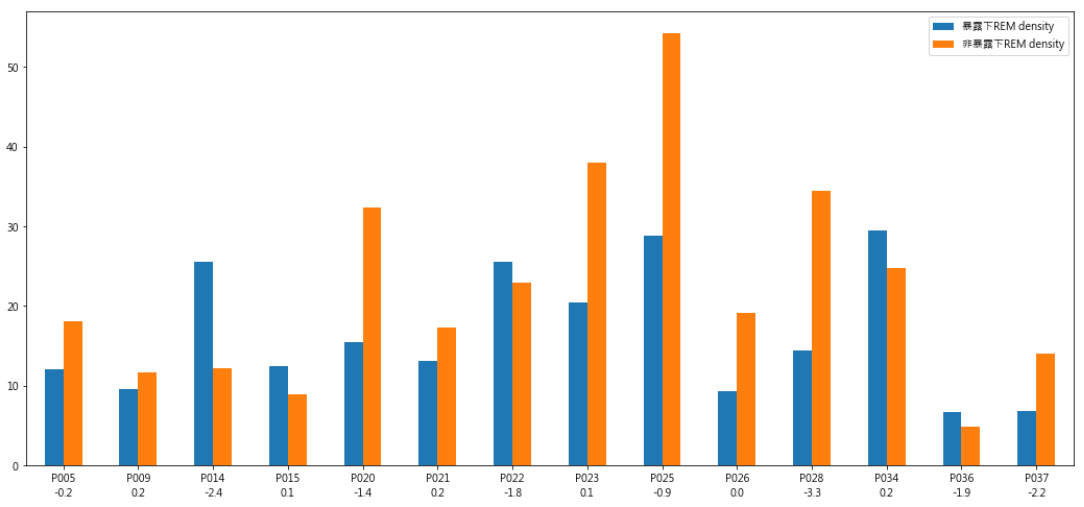 暴露下REM density
非暴露下REM density
50
40
30
20
10
0
P005 P009 P014 P015 P020 P021 P022 P023 P025 P026 P028 P034 P036 P037
-0.2 0.2 -2.4 0.1 -1.4 0.2 -1.8 0.1 -0.9 0.0 -3.3 0.2 -1.9 -2.2